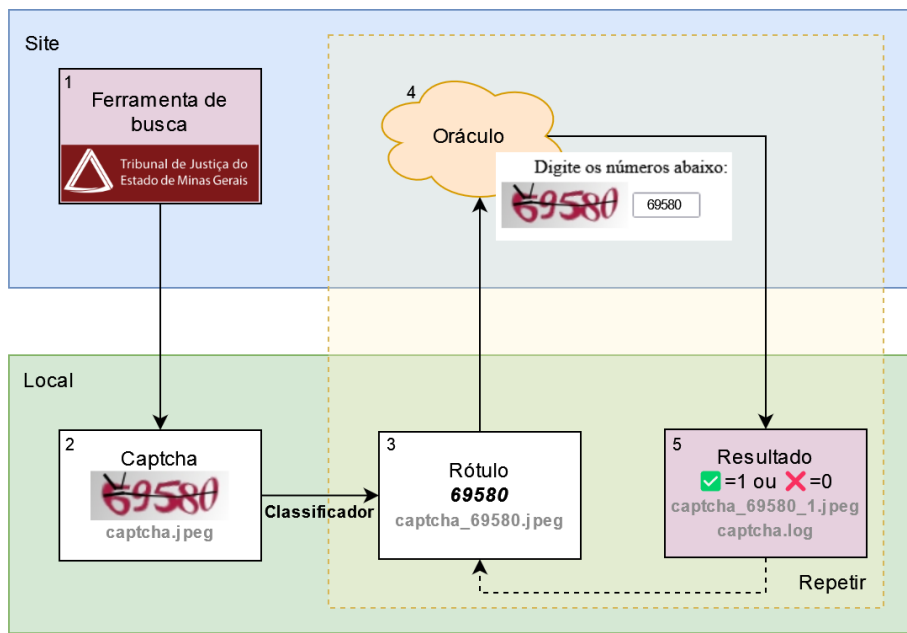 Site
1
Ferramenta de
busca
Tribunal de Justiça do
Estado de Minas Gerais
4
Oráculo
Digite os números abaixo:
69580 69580
Local
2
Captcha
69580
captcha.jpeg
Classificador
3
Rótulo
69580
captcha_69580.jpeg
5
Resultado
✅=1 ou ❌=0
captcha_69580_1.jpeg
captcha.log
Repetir